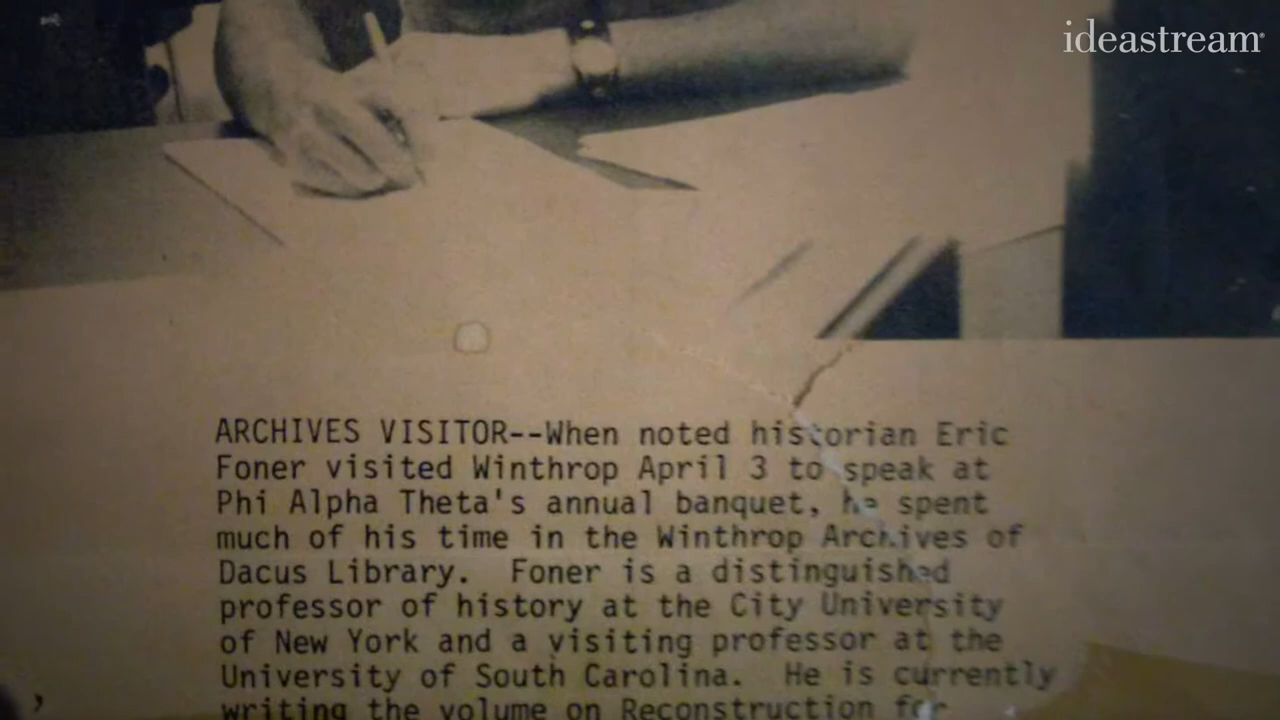 ideastream
ARCHIVES VISITOR--When noted historian Eric
Foner visited Winthrop April 3 to speak at
Phi Alpha Theta's annual banquet, he spent
much of his time in the Winthrop Archives of
Dacus Library. Foner is a distinguished
professor of history at the City University
of New York and a visiting professor at the
University of South Carolina. He is currently
writing the volume on Reconstruction for